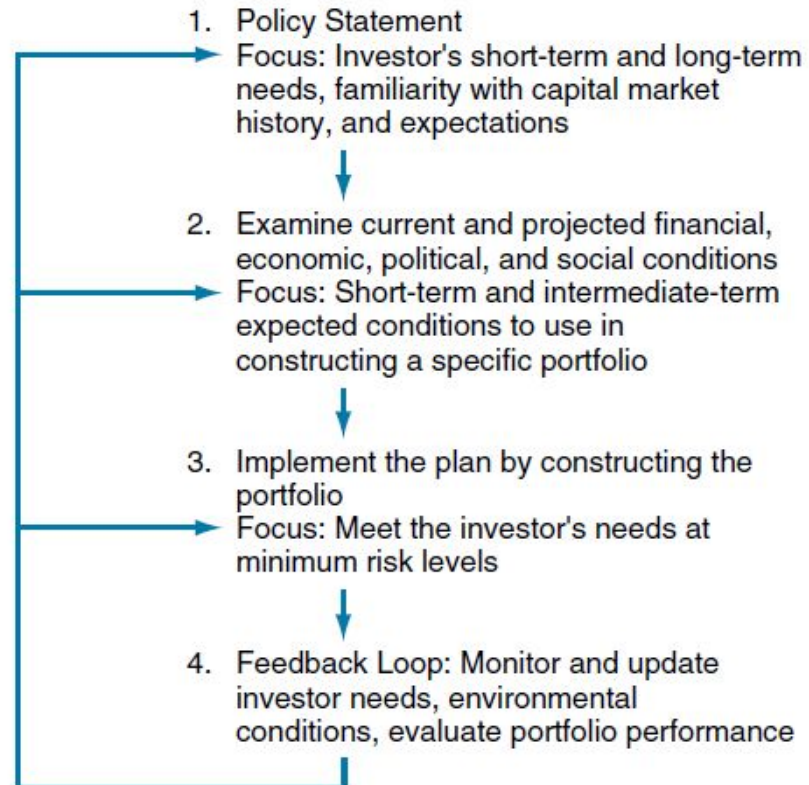 1. Policy Statement
Focus: Investor's short-term and long-term
needs, familiarity with capital market
history, and expectations
2. Examine current and projected financial,
economic, political, and social conditions
Focus: Short-term and intermediate-term
expected conditions to use in
constructing a specific portfolio
3. Implement the plan by constructing the
portfolio
Focus: Meet the investor's needs at
minimum risk levels
4. Feedback Loop: Monitor and update
investor needs, environmental
conditions, evaluate portfolio performance